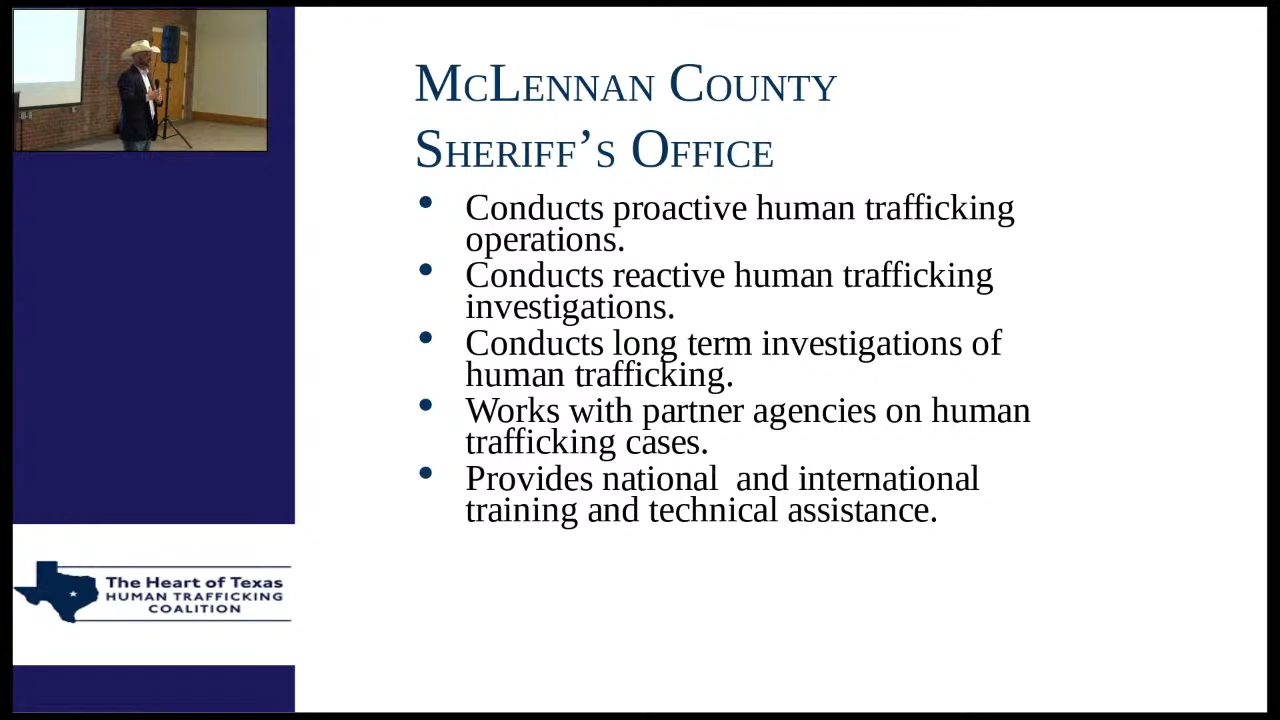 McLennan County
Sheriff's Office
• Conducts proactive human trafficking
operations.
• Conducts reactive human trafficking
investigations.
• Conducts long term investigations of
human trafficking.
• Works with partner agencies on human
trafficking cases.
• Provides national  and international
training and technical assistance.
The Heart of Texas
HUMAN TRAFFICKING
COALITION